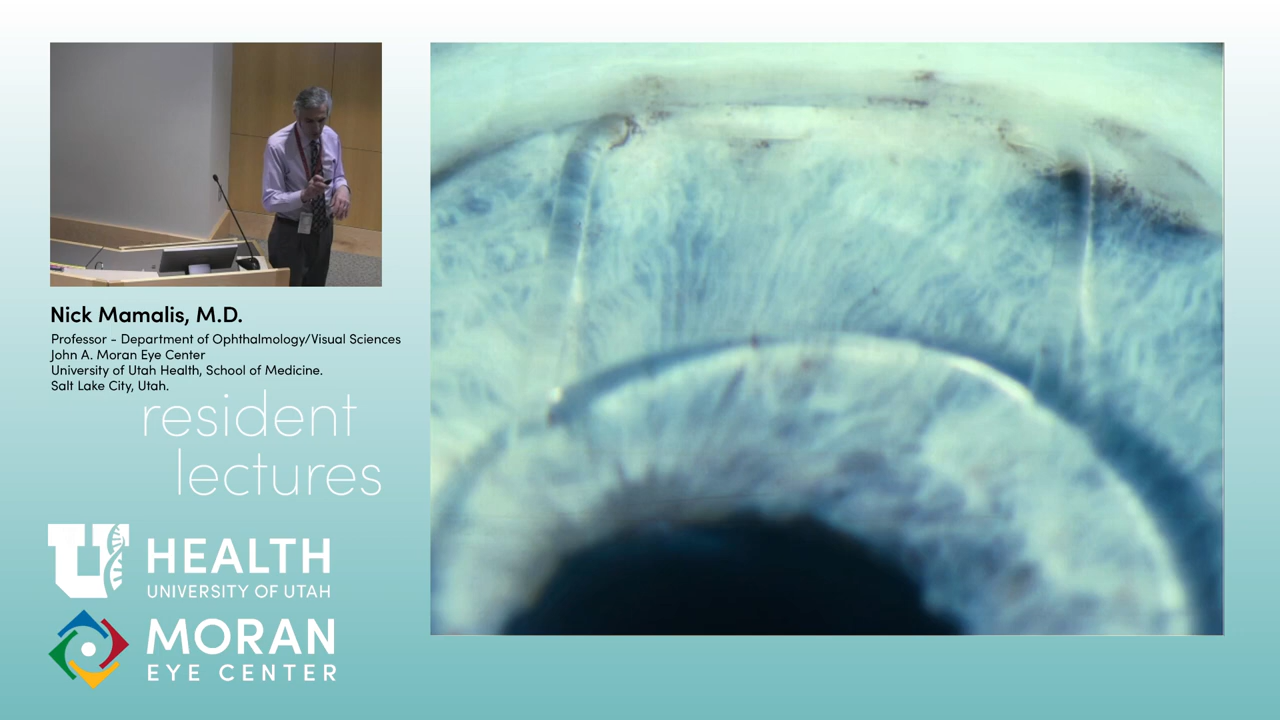 Nick Mamalis, M.D.
Professor - Department of Ophthalmology/Visual Sciences
John A. Moran Eye Center
University of Utah Health, School of Medicine.
Salt Lake City, Utah.
resident
lectures
U HEALTH
UNIVERSITY OF UTAH
MORAN
EYE CENTER